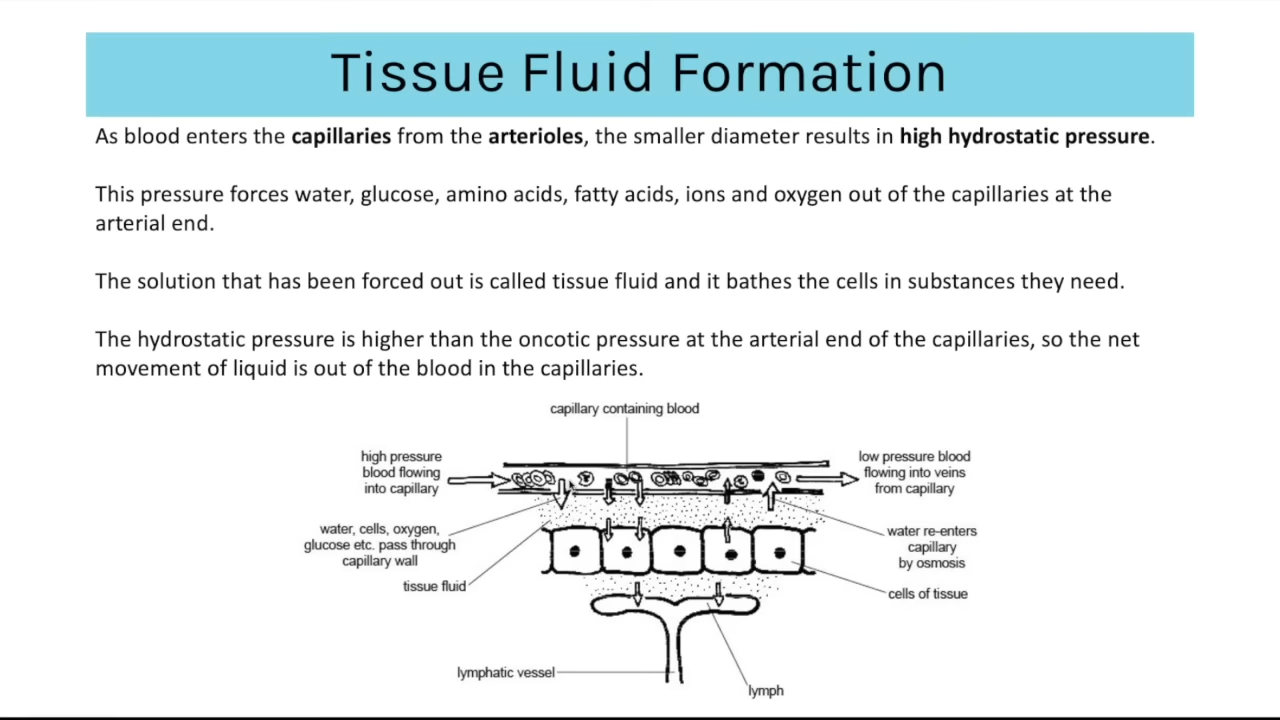 Tissue Fluid Formation
As blood enters the capillaries from the arterioles, the smaller diameter results in high hydrostatic pressure.
This pressure forces water, glucose, amino acids, fatty acids, ions and oxygen out of the capillaries at the
arterial end.
The solution that has been forced out is called tissue fluid and it bathes the cells in substances they need.
The hydrostatic pressure is higher than the oncotic pressure at the arterial end of the capillaries, so the net
movement of liquid is out of the blood in the capillaries.
capillary containing blood
high pressure
blood flowing
into capillary
low pressure blood
flowing into veins
from capillary
water, cells, oxygen,
glucose etc. pass through
capillary wall
water re-enters
capillary
by osmosis
tissue fluid
cells of tissue
lymphatic vessel
lymph